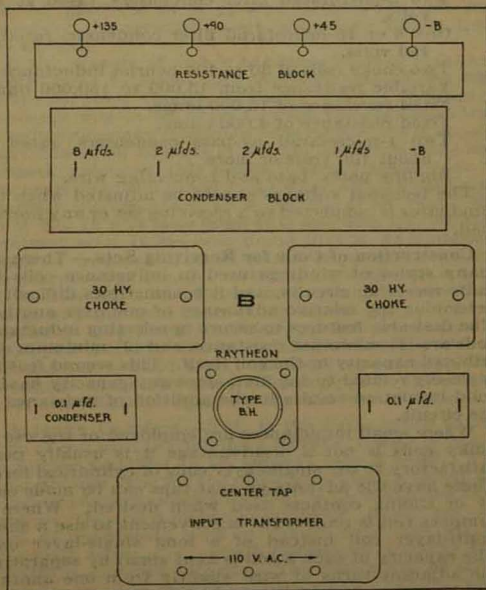 +135 +90 +45 -B
RESISTANCE BLOCK
8 µfds. 2 µfds. 2 µfds. 1 µfds -B
CONDENSER BLOCK
30 HY. CHOKE
B
30 HY. CHOKE
RAYTHEON
TYPE B.H.
0.1 µfd. CONDENSER
0.1 µfd.
CENTER TAP
INPUT TRANSFORMER
110 V. A.C.